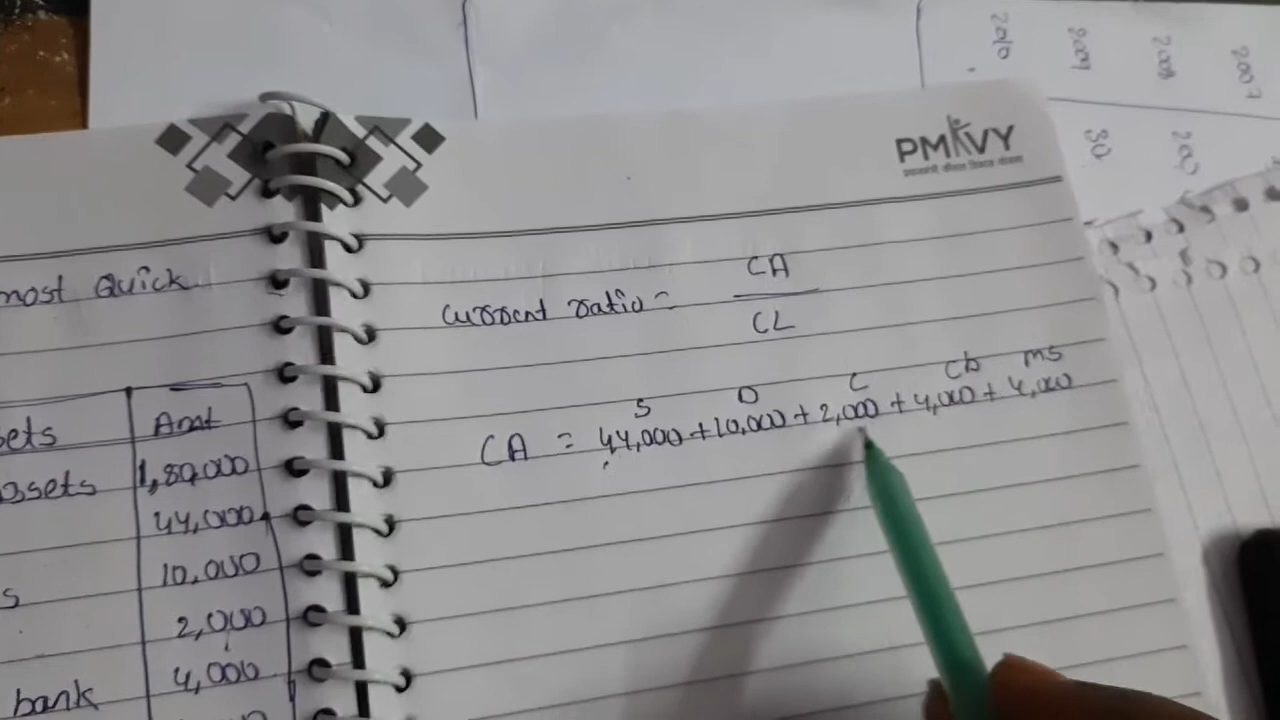 2010 2009 2008 2007
30 200
PMKVY
most Quick
Current ratio = CA
CL
S D C Cb MS
CA = 44,000 + 10,000 + 2,000 + 4,000 + 4,000
sets Amt
assets 1,80,000
44,000
s 10,000
2,000
bank 4,000